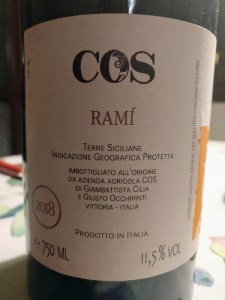 COS
RAMÍ
TERRE SICILIANE
INDICAZIONE GEOGRAFICA PROTETTA
IMBOTTIGLIATO ALL'ORIGINE
DA AZIENDA AGRICOLA COS
DI GIAMBATTISTA CILIA
E GIUSTO OCCHIPINTI
VITTORIA - ITALIA
2018
PRODOTTO IN ITALIA
e 750 ML
11,5% VOL